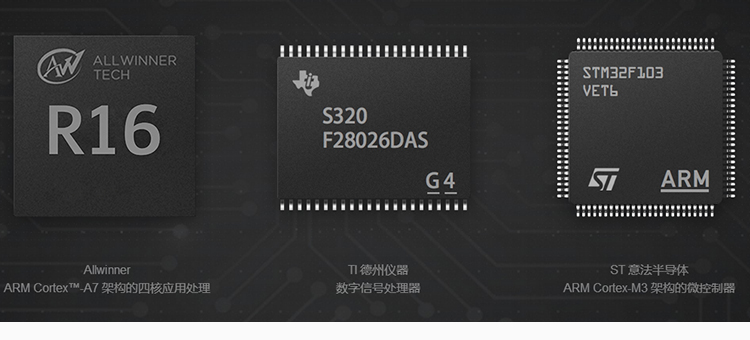 ALLWINNER
TECH
R16
S320
F28026DAS
G4
STM32F103
VET6
ST
ARM
Allwinner
ARM Cortex™-A7 架构的四核应用处理
TI 德州仪器
数字信号处理器
ST 意法半导体
ARM Cortex-M3 架构的微控制器